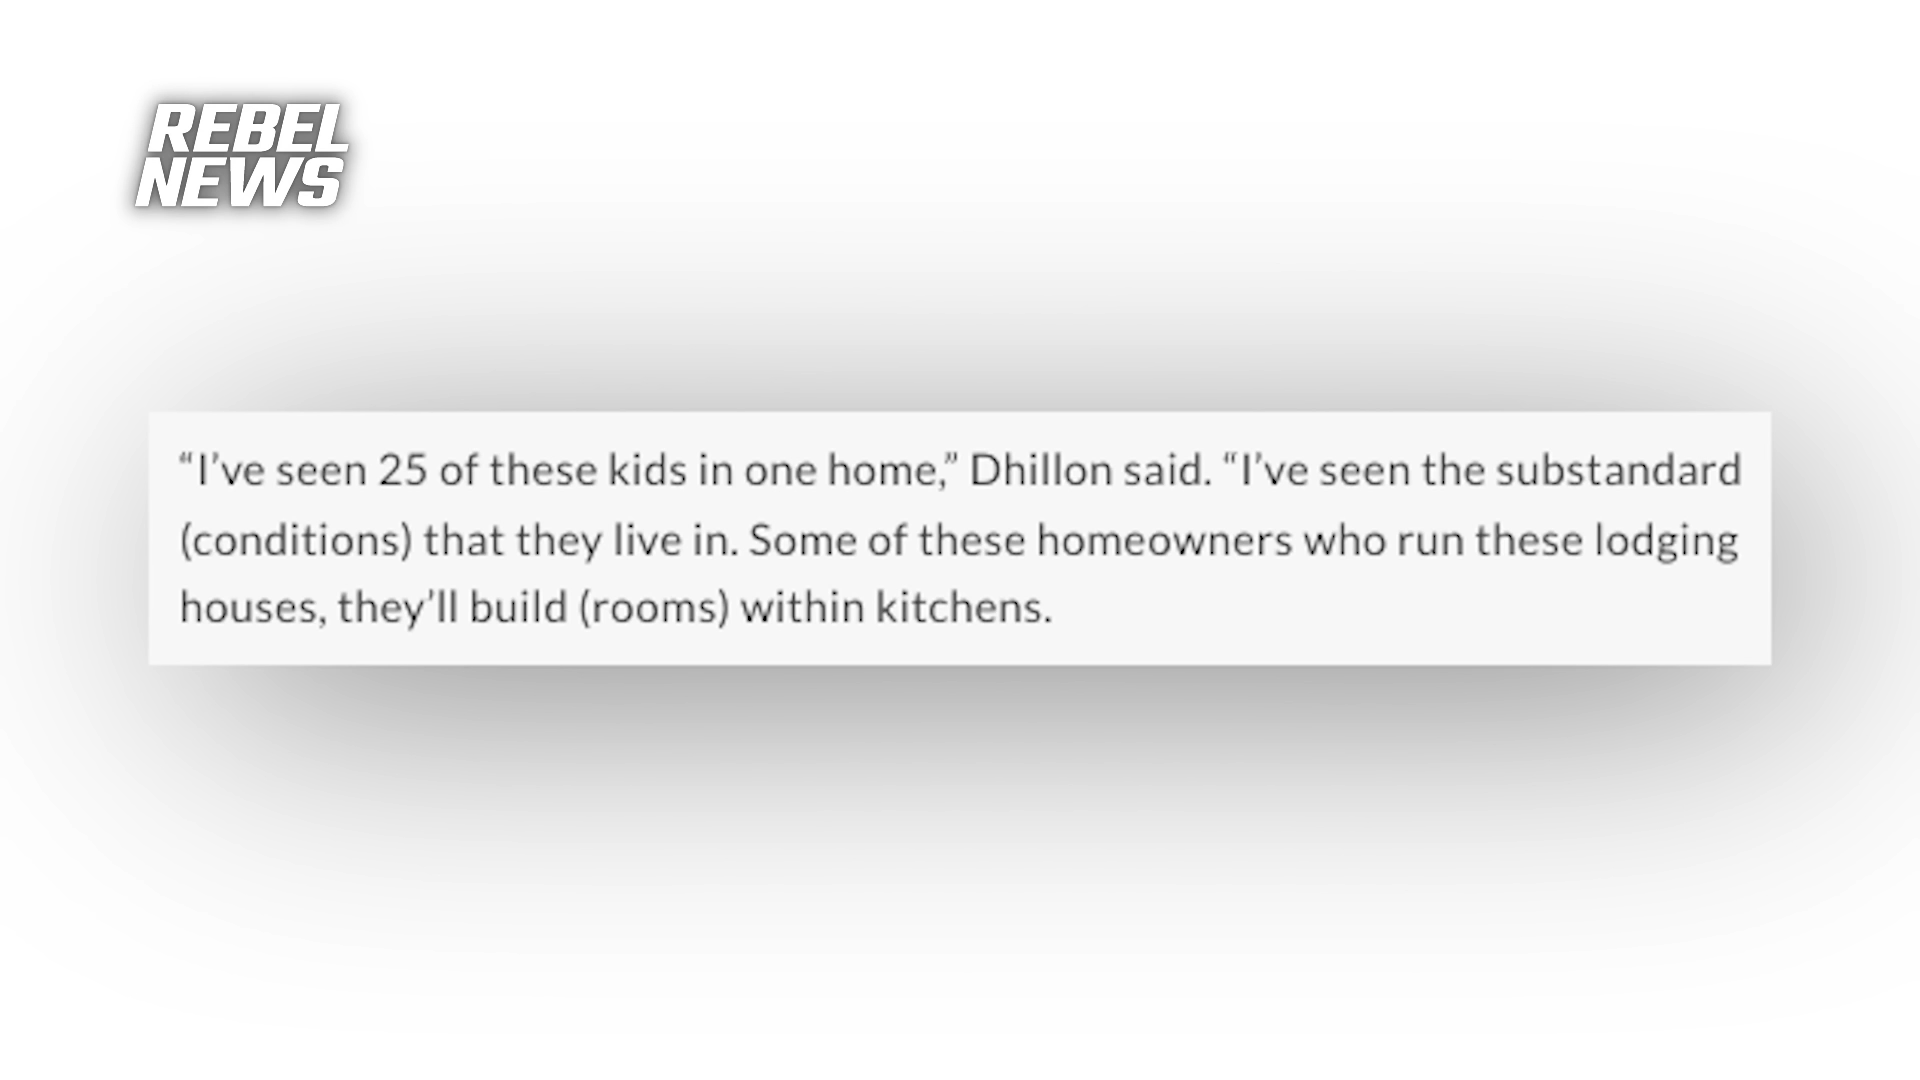 REBEL
NEWS
“I’ve seen 25 of these kids in one home,” Dhillon said. “I’ve seen the substandard
(conditions) that they live in. Some of these homeowners who run these lodging
houses, they’ll build (rooms) within kitchens.